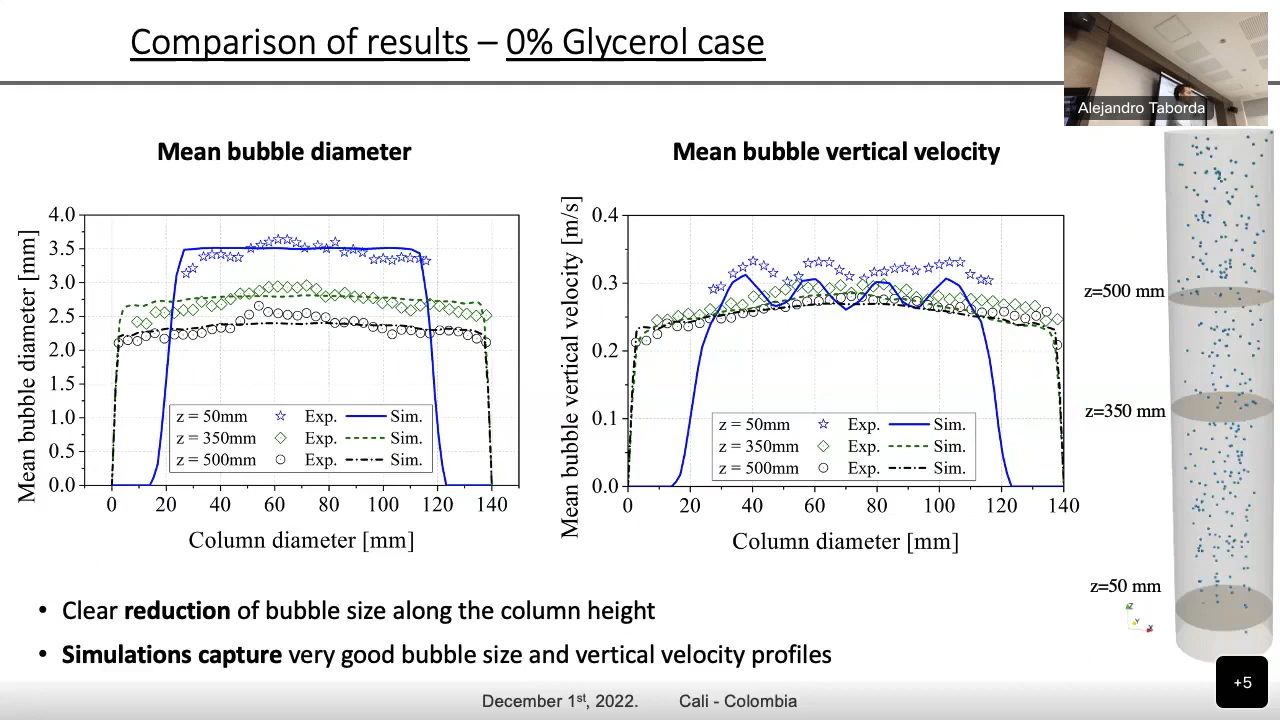 Comparison of results – 0% Glycerol case
Alejandro Taborda
Mean bubble diameter
Mean bubble diameter [mm]
4.0
3.5
3.0
2.5
2.0
1.5
1.0
0.5
0.0
z = 50mm Exp. Sim.
z = 350mm Exp. Sim.
z = 500mm Exp. Sim.
0 20 40 60 80 100 120 140
Column diameter [mm]
Mean bubble vertical velocity
Mean bubble vertical velocity [m/s]
0.4
0.3
0.2
0.1
0.0
z = 50mm Exp. Sim.
z = 350mm Exp. Sim.
z = 500mm Exp. Sim.
0 20 40 60 80 100 120 140
Column diameter [mm]
z=500 mm
z=350 mm
z=50 mm
Z
Y
X
• Clear reduction of bubble size along the column height
• Simulations capture very good bubble size and vertical velocity profiles
December 1st, 2022. Cali - Colombia
+5